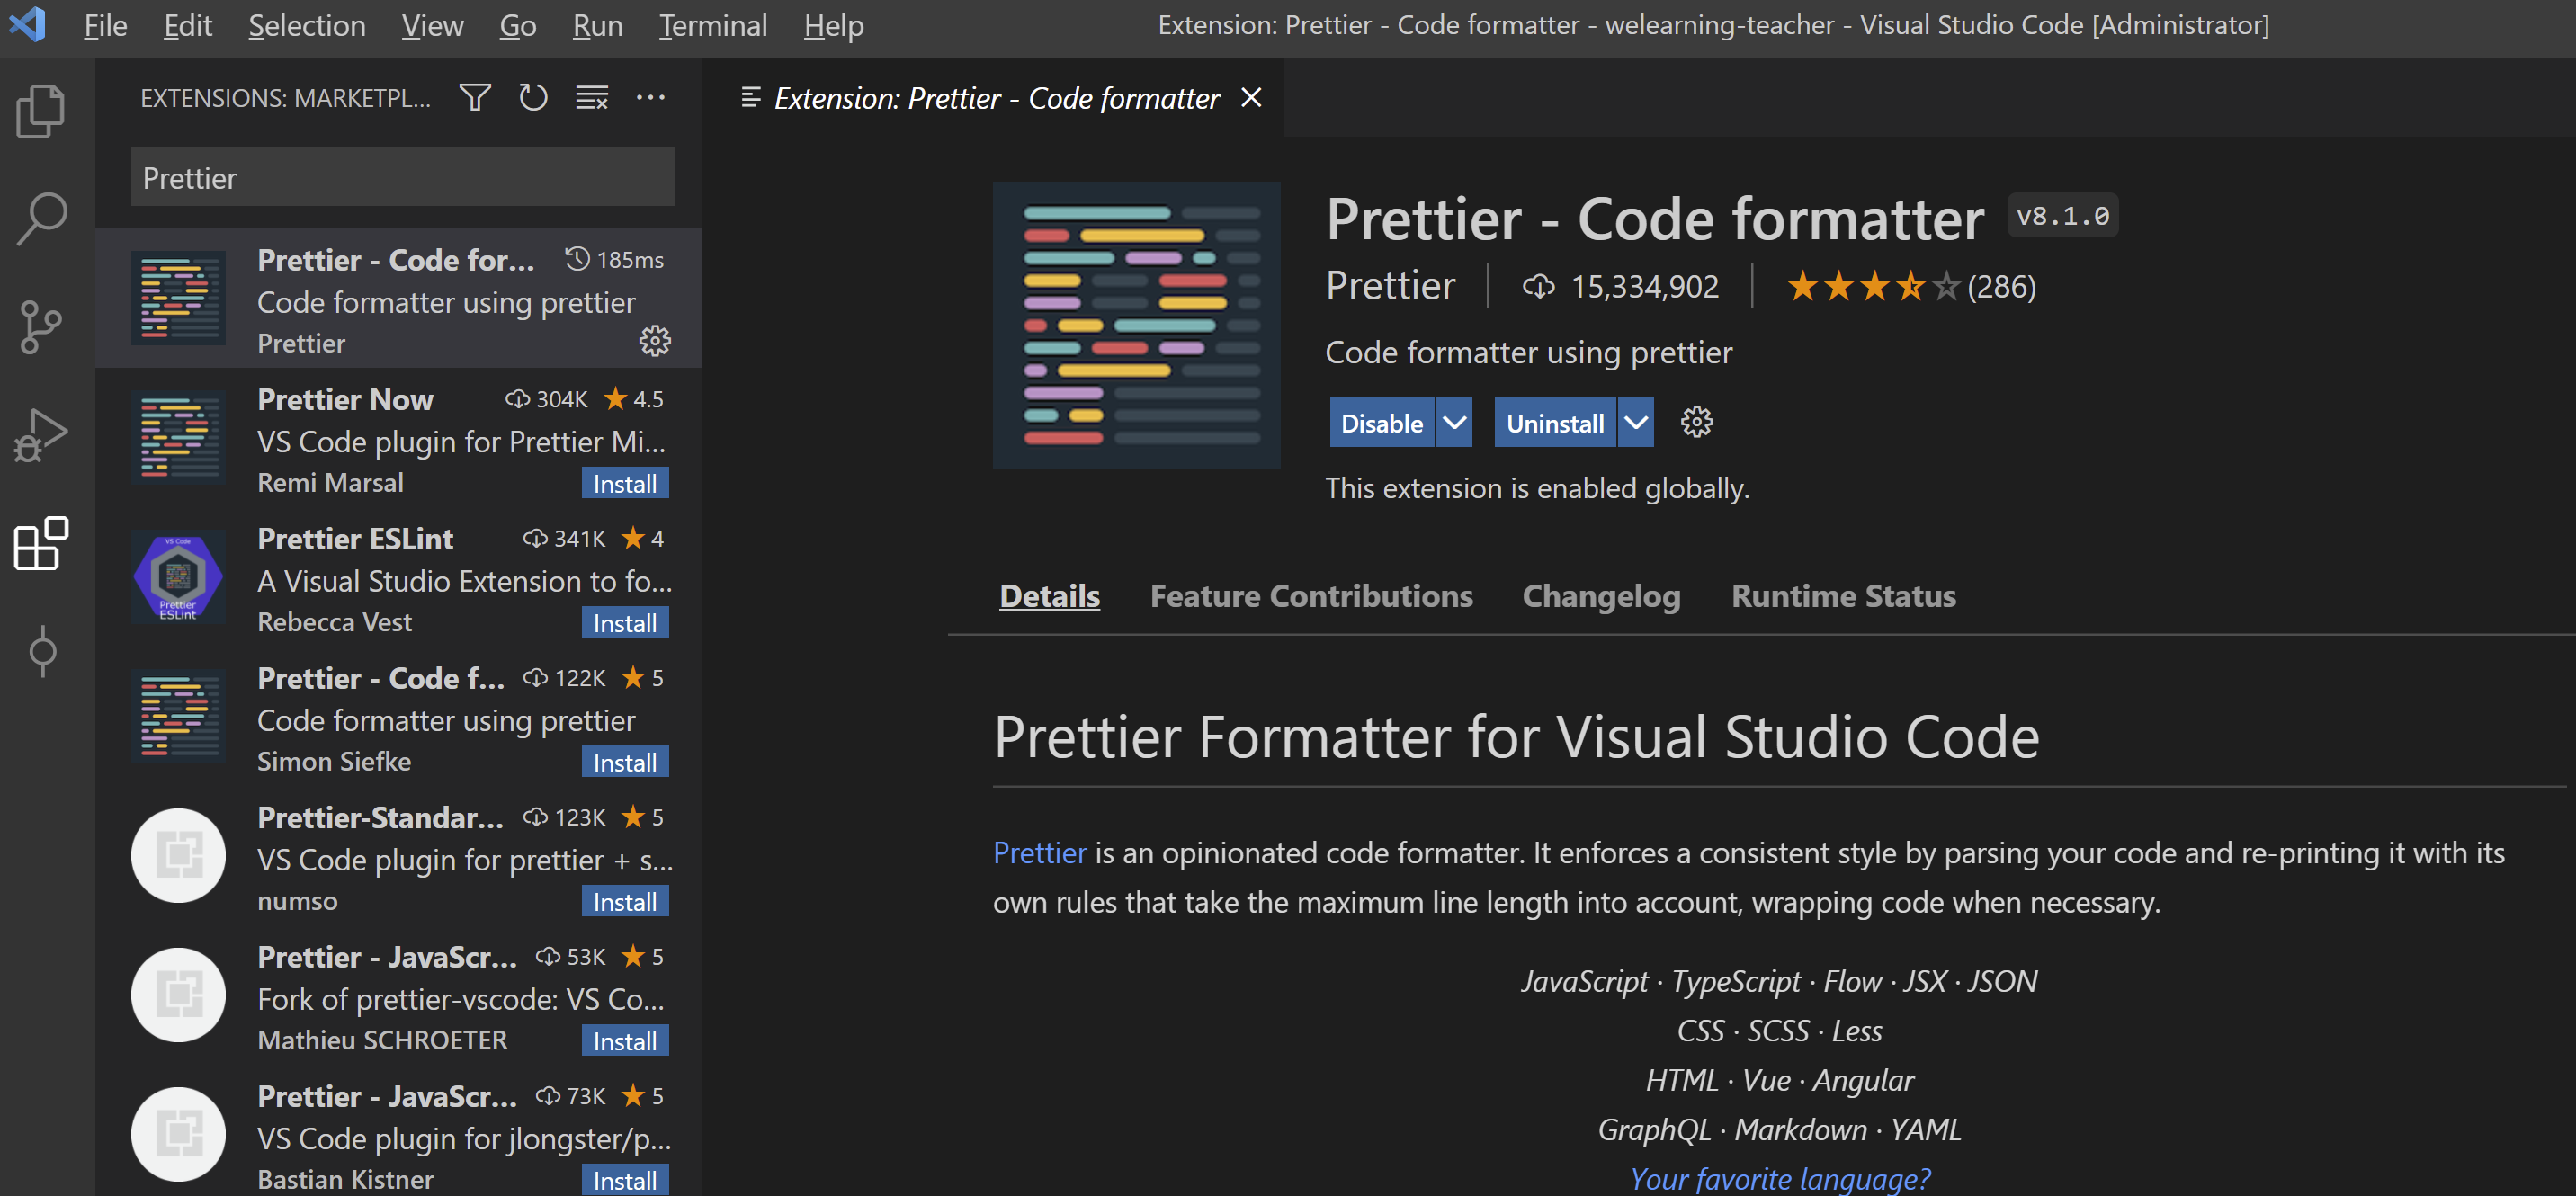 File Edit Selection View Go Run Terminal Help
Extension: Prettier - Code formatter - welearning-teacher - Visual Studio Code [Administrator]
EXTENSIONS: MARKETPL...
Prettier
Prettier - Code for... 185ms
Code formatter using prettier
Prettier
Prettier Now 304K 4.5
VS Code plugin for Prettier Mi...
Remi Marsal Install
VS Code
Prettier
ESLint
Prettier ESLint 341K 4
A Visual Studio Extension to fo...
Rebecca Vest Install
Prettier - Code f... 122K 5
Code formatter using prettier
Simon Siefke Install
Prettier-Standar... 123K 5
VS Code plugin for prettier + s...
numso Install
Prettier - JavaScr... 53K 5
Fork of prettier-vscode: VS Co...
Mathieu SCHROETER Install
Prettier - JavaScr... 73K 5
VS Code plugin for jlongster/p...
Bastian Kistner Install
Extension: Prettier - Code formatter
Prettier - Code formatter v8.1.0
Prettier 15,334,902 (286)
Code formatter using prettier
Disable Uninstall
This extension is enabled globally.
Details Feature Contributions Changelog Runtime Status
Prettier Formatter for Visual Studio Code
Prettier is an opinionated code formatter. It enforces a consistent style by parsing your code and re-printing it with its
own rules that take the maximum line length into account, wrapping code when necessary.
JavaScript · TypeScript · Flow · JSX · JSON
CSS · SCSS · Less
HTML · Vue · Angular
GraphQL · Markdown · YAML
Your favorite language?